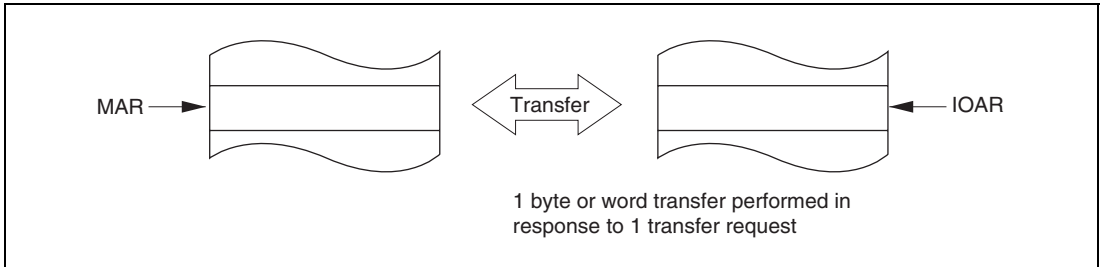 MAR
Transfer
IOAR
1 byte or word transfer performed in
response to 1 transfer request